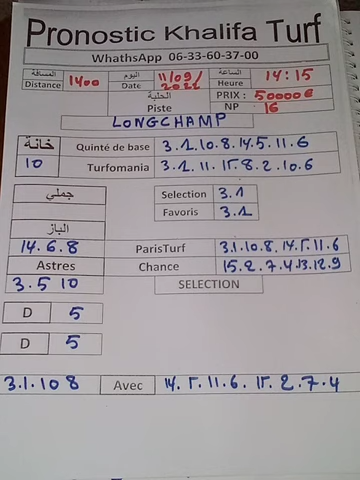 Pronostic Khalifa Turf
WhathsApp 06-33-60-37-00
المسافة Distance 1400 اليوم Date 11/09/2021 الساعة Heure 14:15
الحلبة Piste PRIX : 50000€
NP 16
LONGCHAMP
خانة Quinté de base 3.1.10.8.14.5.11.6
10 Turfomania 3.1.11.15.8.2.10.6
جملي Selection 3.1
Favoris 3.1
الباز
14.6.8 ParisTurf 3.1.10.8.14.5.11.6
Astres Chance 15.2.7.4.13.12.9
3.5 10 SELECTION
D 5
D 5
3.1.10 8 Avec 14.5.11.6.15.2.7.4